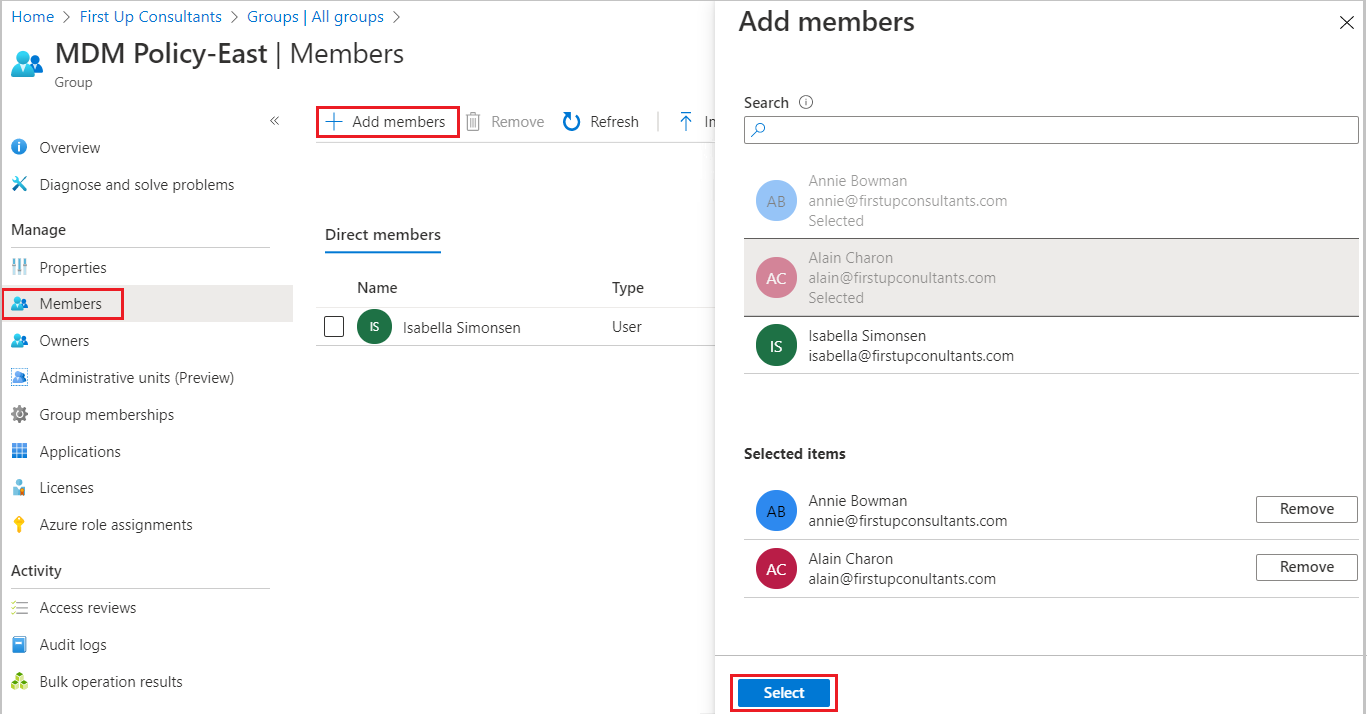 Home > First Up Consultants > Groups | All groups >
MDM Policy-East | Members
Group
«
Overview
Diagnose and solve problems
Manage
Properties
Members
Owners
Administrative units (Preview)
Group memberships
Applications
Licenses
Azure role assignments
Activity
Access reviews
Audit logs
Bulk operation results
Add members
Remove
Refresh
Direct members
Name Type
IS Isabella Simonsen User
Add members
Search
AB
Annie Bowman
annie@firstupconsultants.com
Selected
AC
Alain Charon
alain@firstupconultants.com
Selected
IS
Isabella Simonsen
isabella@firstupconultants.com
Selected items
AB
Annie Bowman
annie@firstupconsultants.com
Remove
AC
Alain Charon
alain@firstupconultants.com
Remove
Select